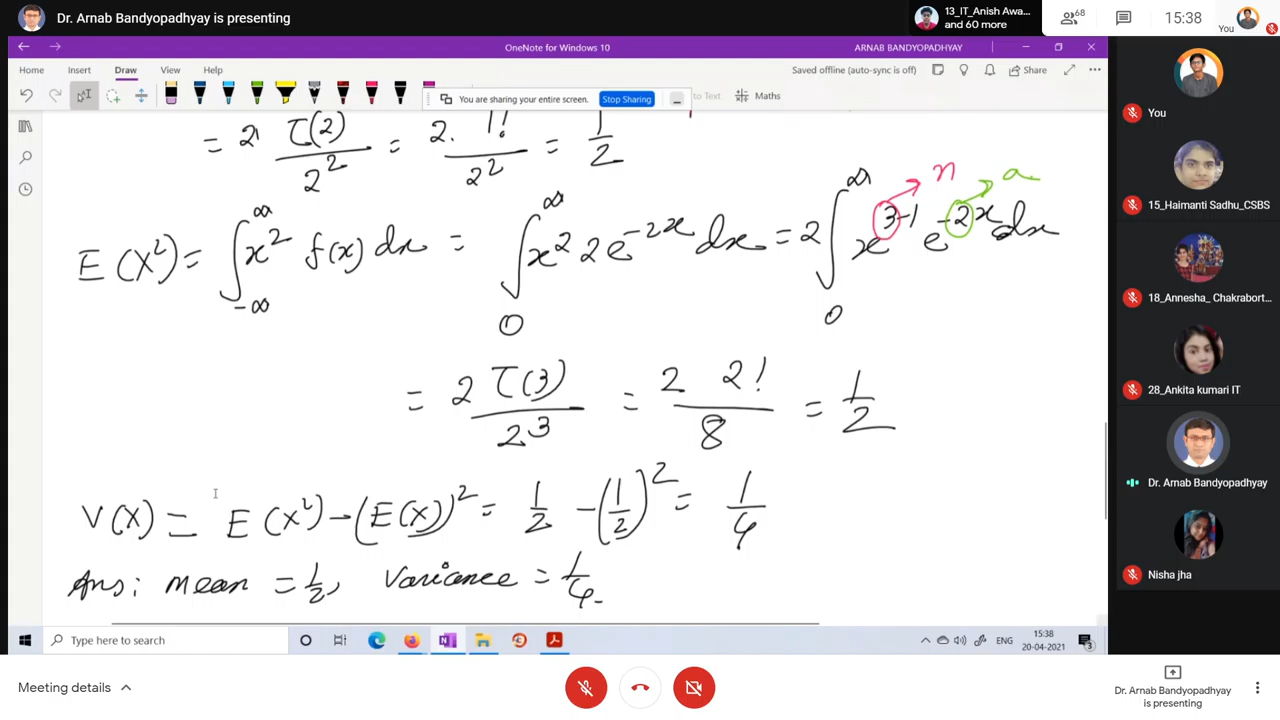 Dr. Arnab Bandyopadhyay is presenting
13_IT_Anish Awa...
and 60 more
68
15:38
You
OneNote for Windows 10
ARNAB BANDYOPADHYAY
Home Insert Draw View Help
Saved offline (auto-sync is off)
Share
You are sharing your entire screen. Stop Sharing
to Text
Maths
= 2 Γ(2)/2^2 = 2. 1!/2^2 = 1/2
E(X^2) = ∫_{-∞}^{∞} x^2 f(x) dx = ∫_0^∞ x^2 2e^{-2x} dx = 2 ∫_0^∞ x^{3-1} e^{-2x} dx
n
a
= 2 Γ(3)/2^3 = 2 2!/8 = 1/2
V(X) = E(X^2) - (E(X))^2 = 1/2 - (1/2)^2 = 1/4
Ans: Mean = 1/2, Variance = 1/4.
You
15_Haimanti Sadhu_CSBS
18_Annesha_ Chakrabort...
28_Ankita kumari IT
Dr. Arnab Bandyopadhyay
Nisha jha
Type here to search
ENG
15:38
20-04-2021
3
Meeting details
Dr. Arnab Bandyopadhyay
is presenting